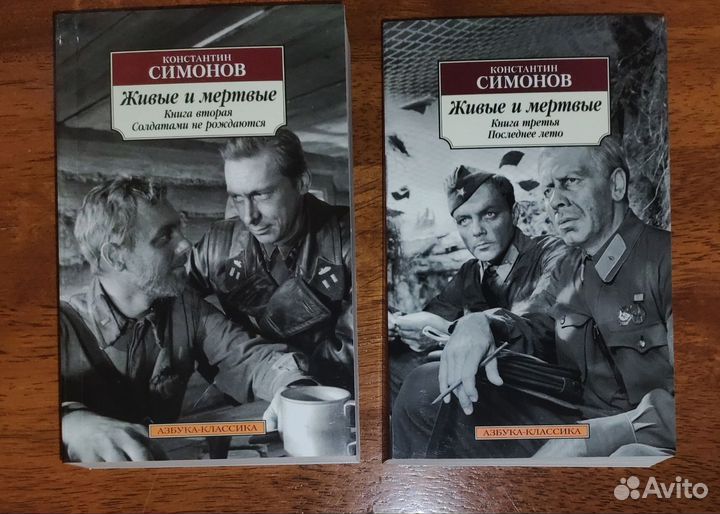 КОНСТАНТИН
СИМОНОВ
Живые и мертвые
Книга вторая
Солдатами не рождаются
АЗБУКА-КЛАССИКА
КОНСТАНТИН
СИМОНОВ
Живые и мертвые
Книга третья
Последнее лето
АЗБУКА-КЛАССИКА
Avito